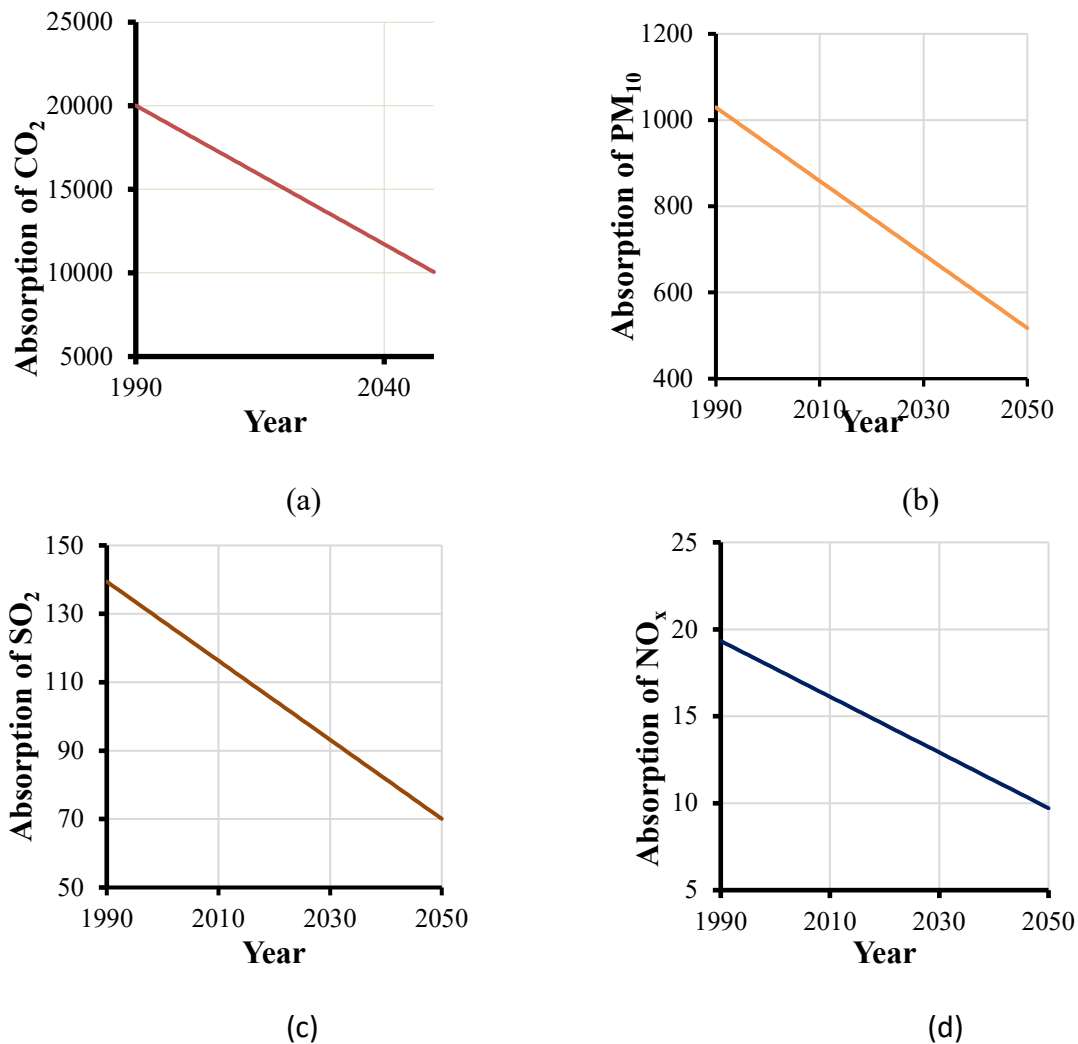 25000
20000
15000
10000
5000
1990 2040
Absorption of CO₂
Year
(a)
1200
1000
800
600
400
1990 2010 2030 2050
Absorption of PM₁₀
Year
(b)
150
130
110
90
70
50
1990 2010 2030 2050
Absorption of SO₂
Year
(c)
25
20
15
10
5
1990 2010 2030 2050
Absorption of NOₓ
Year
(d)